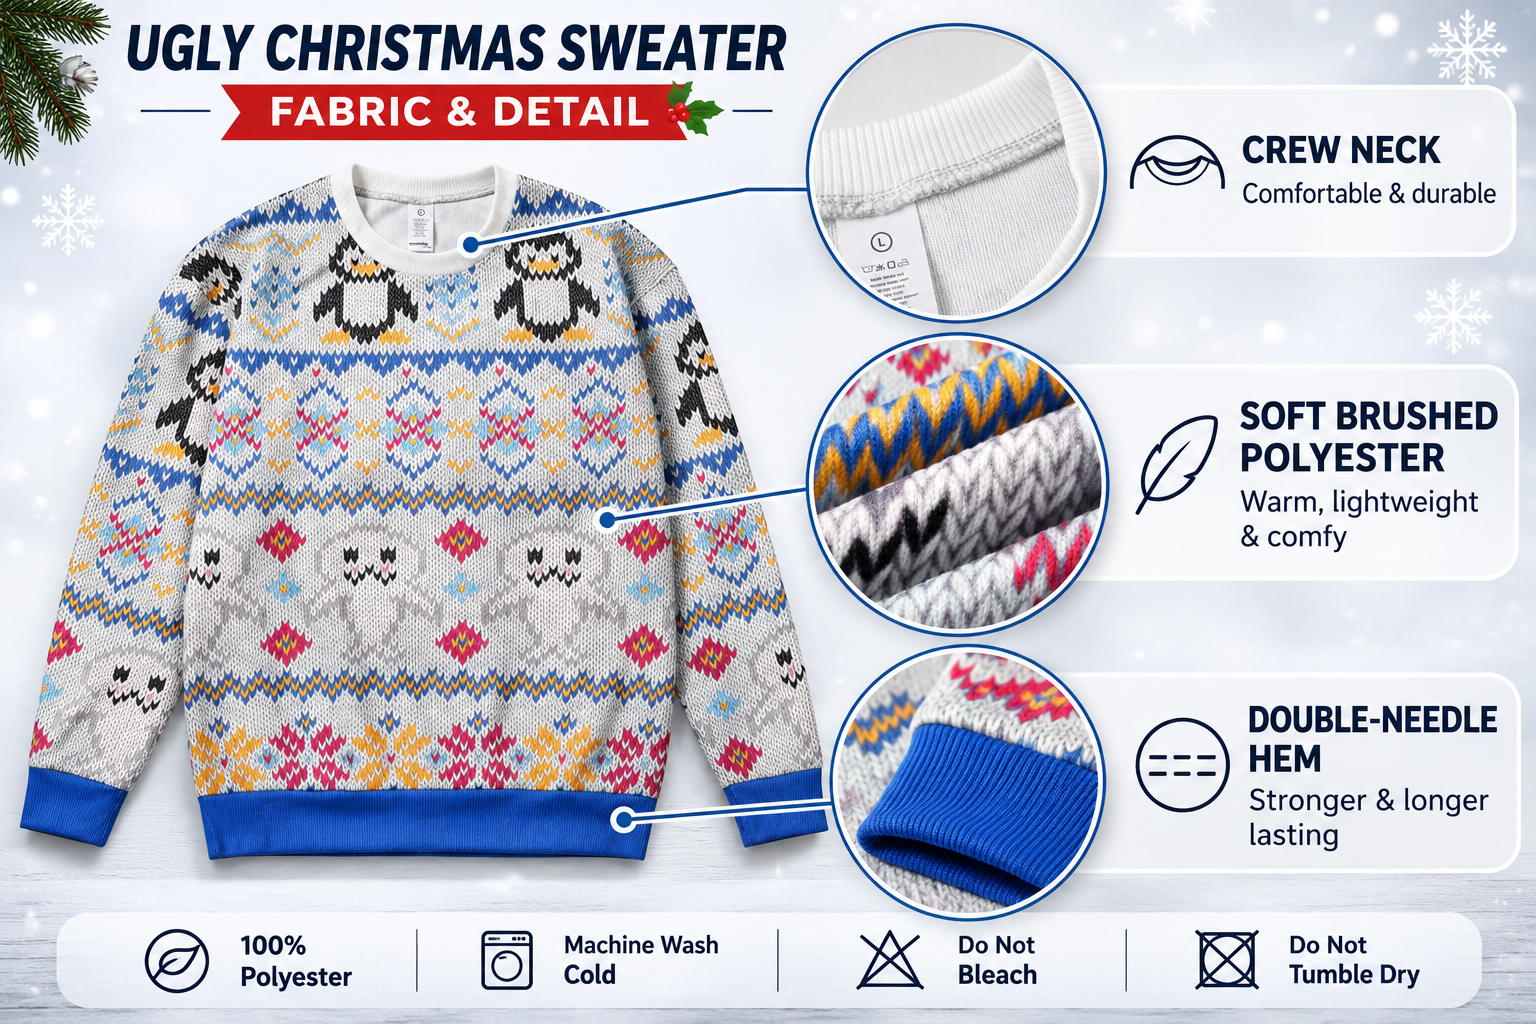 UGLY CHRISTMAS SWEATER
FABRIC & DETAIL
CREW NECK
Comfortable & durable
L
SOFT BRUSHED
POLYESTER
Warm, lightweight
& comfy
DOUBLE-NEEDLE
HEM
Stronger & longer
lasting
100%
Polyester
Machine Wash
Cold
Do Not
Bleach
Do Not
Tumble Dry